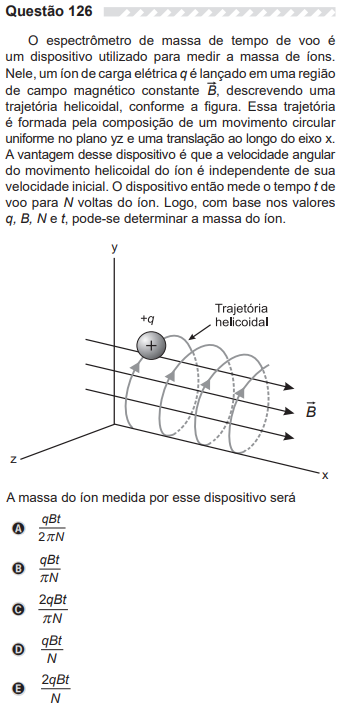 Questão 126
O espectrômetro de massa de tempo de voo é
um dispositivo utilizado para medir a massa de íons.
Nele, um íon de carga elétrica q é lançado em uma região
de campo magnético constante B⃗, descrevendo uma
trajetória helicoidal, conforme a figura. Essa trajetória
é formada pela composição de um movimento circular
uniforme no plano yz e uma translação ao longo do eixo x.
A vantagem desse dispositivo é que a velocidade angular
do movimento helicoidal do íon é independente de sua
velocidade inicial. O dispositivo então mede o tempo t de
voo para N voltas do íon. Logo, com base nos valores
q, B, N e t, pode-se determinar a massa do íon.
y
+q
Trajetória
helicoidal
+
B⃗
z
x
A massa do íon medida por esse dispositivo será
A qBt/2πN
B qBt/πN
C 2qBt/πN
D qBt/N
E 2qBt/N